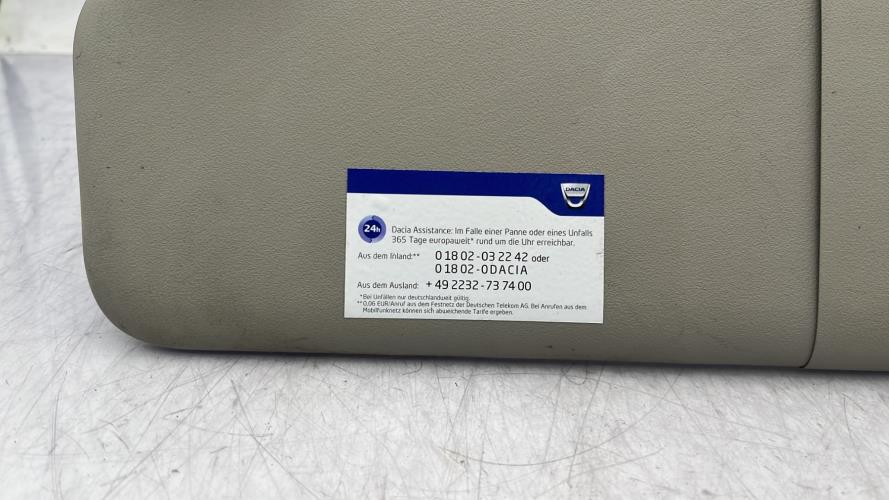 DACIA
24h
Dacia Assistance: Im Falle einer Panne oder eines Unfalls
365 Tage europaweit* rund um die Uhr erreichbar.
Aus dem Inland:** 0 18 02 - 03 22 42 oder
0 18 02 - 0DACIA
Aus dem Ausland: + 49 2232 - 73 74 00
*Bei Unfällen nur deutschlandweit gültig.
**0,06 EUR/Anruf aus dem Festnetz der Deutschen Telekom AG. Bei Anrufen aus dem
Mobilfunknetz können sich abweichende Tarife ergeben.